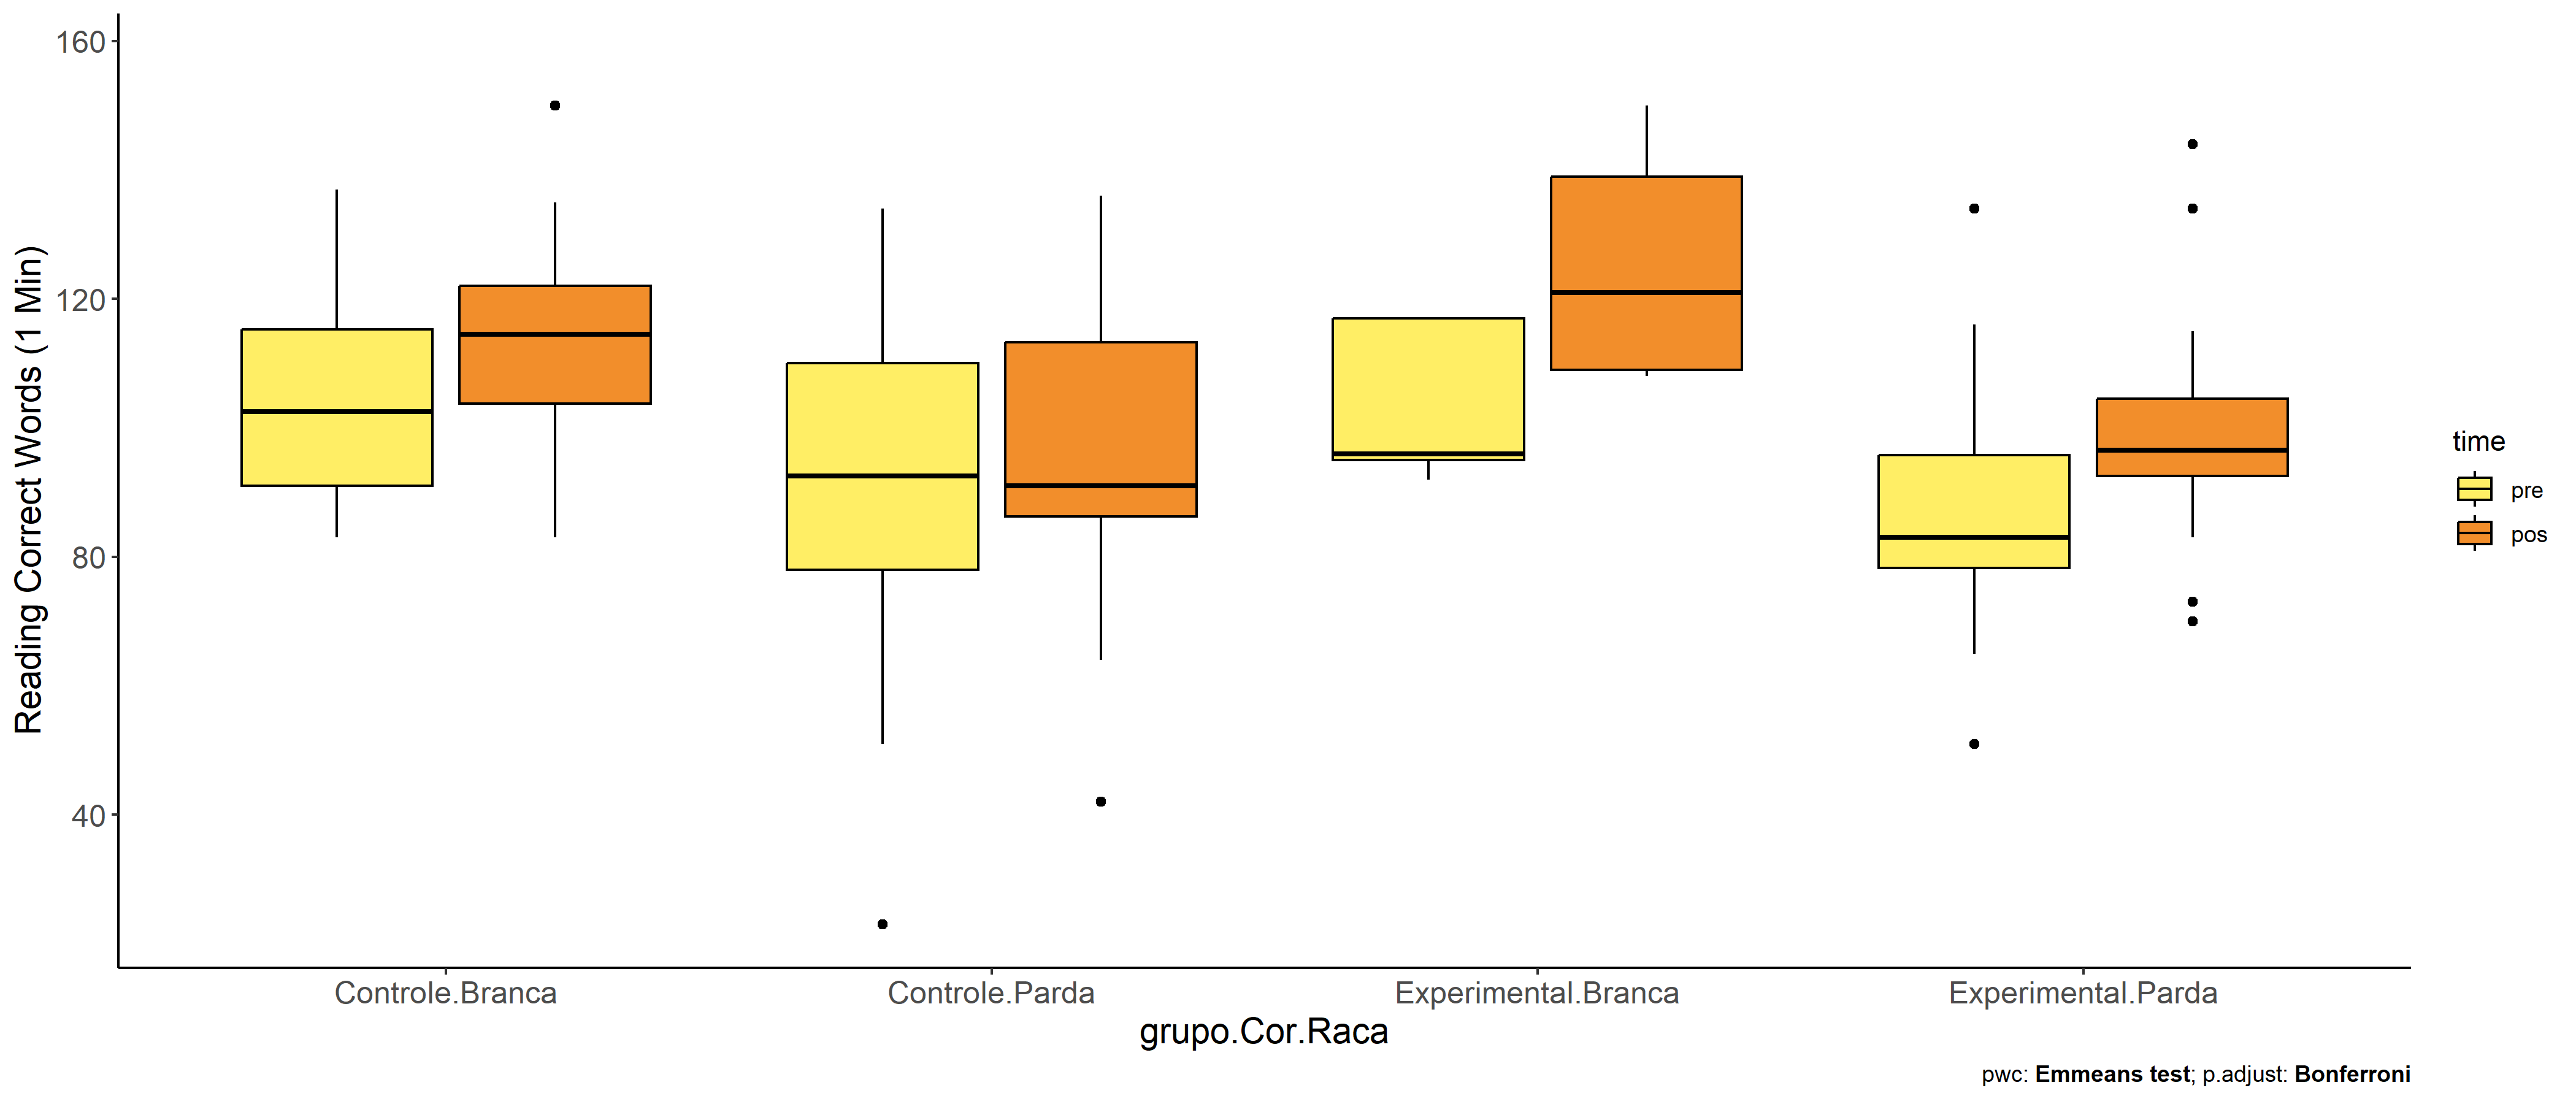 Reading Correct Words (1 Min)
160
120
80
40
Controle.Branca
Controle.Parda
Experimental.Branca
Experimental.Parda
grupo.Cor.Raca
time
pre
pos
pwc: Emmeans test; p.adjust: Bonferroni